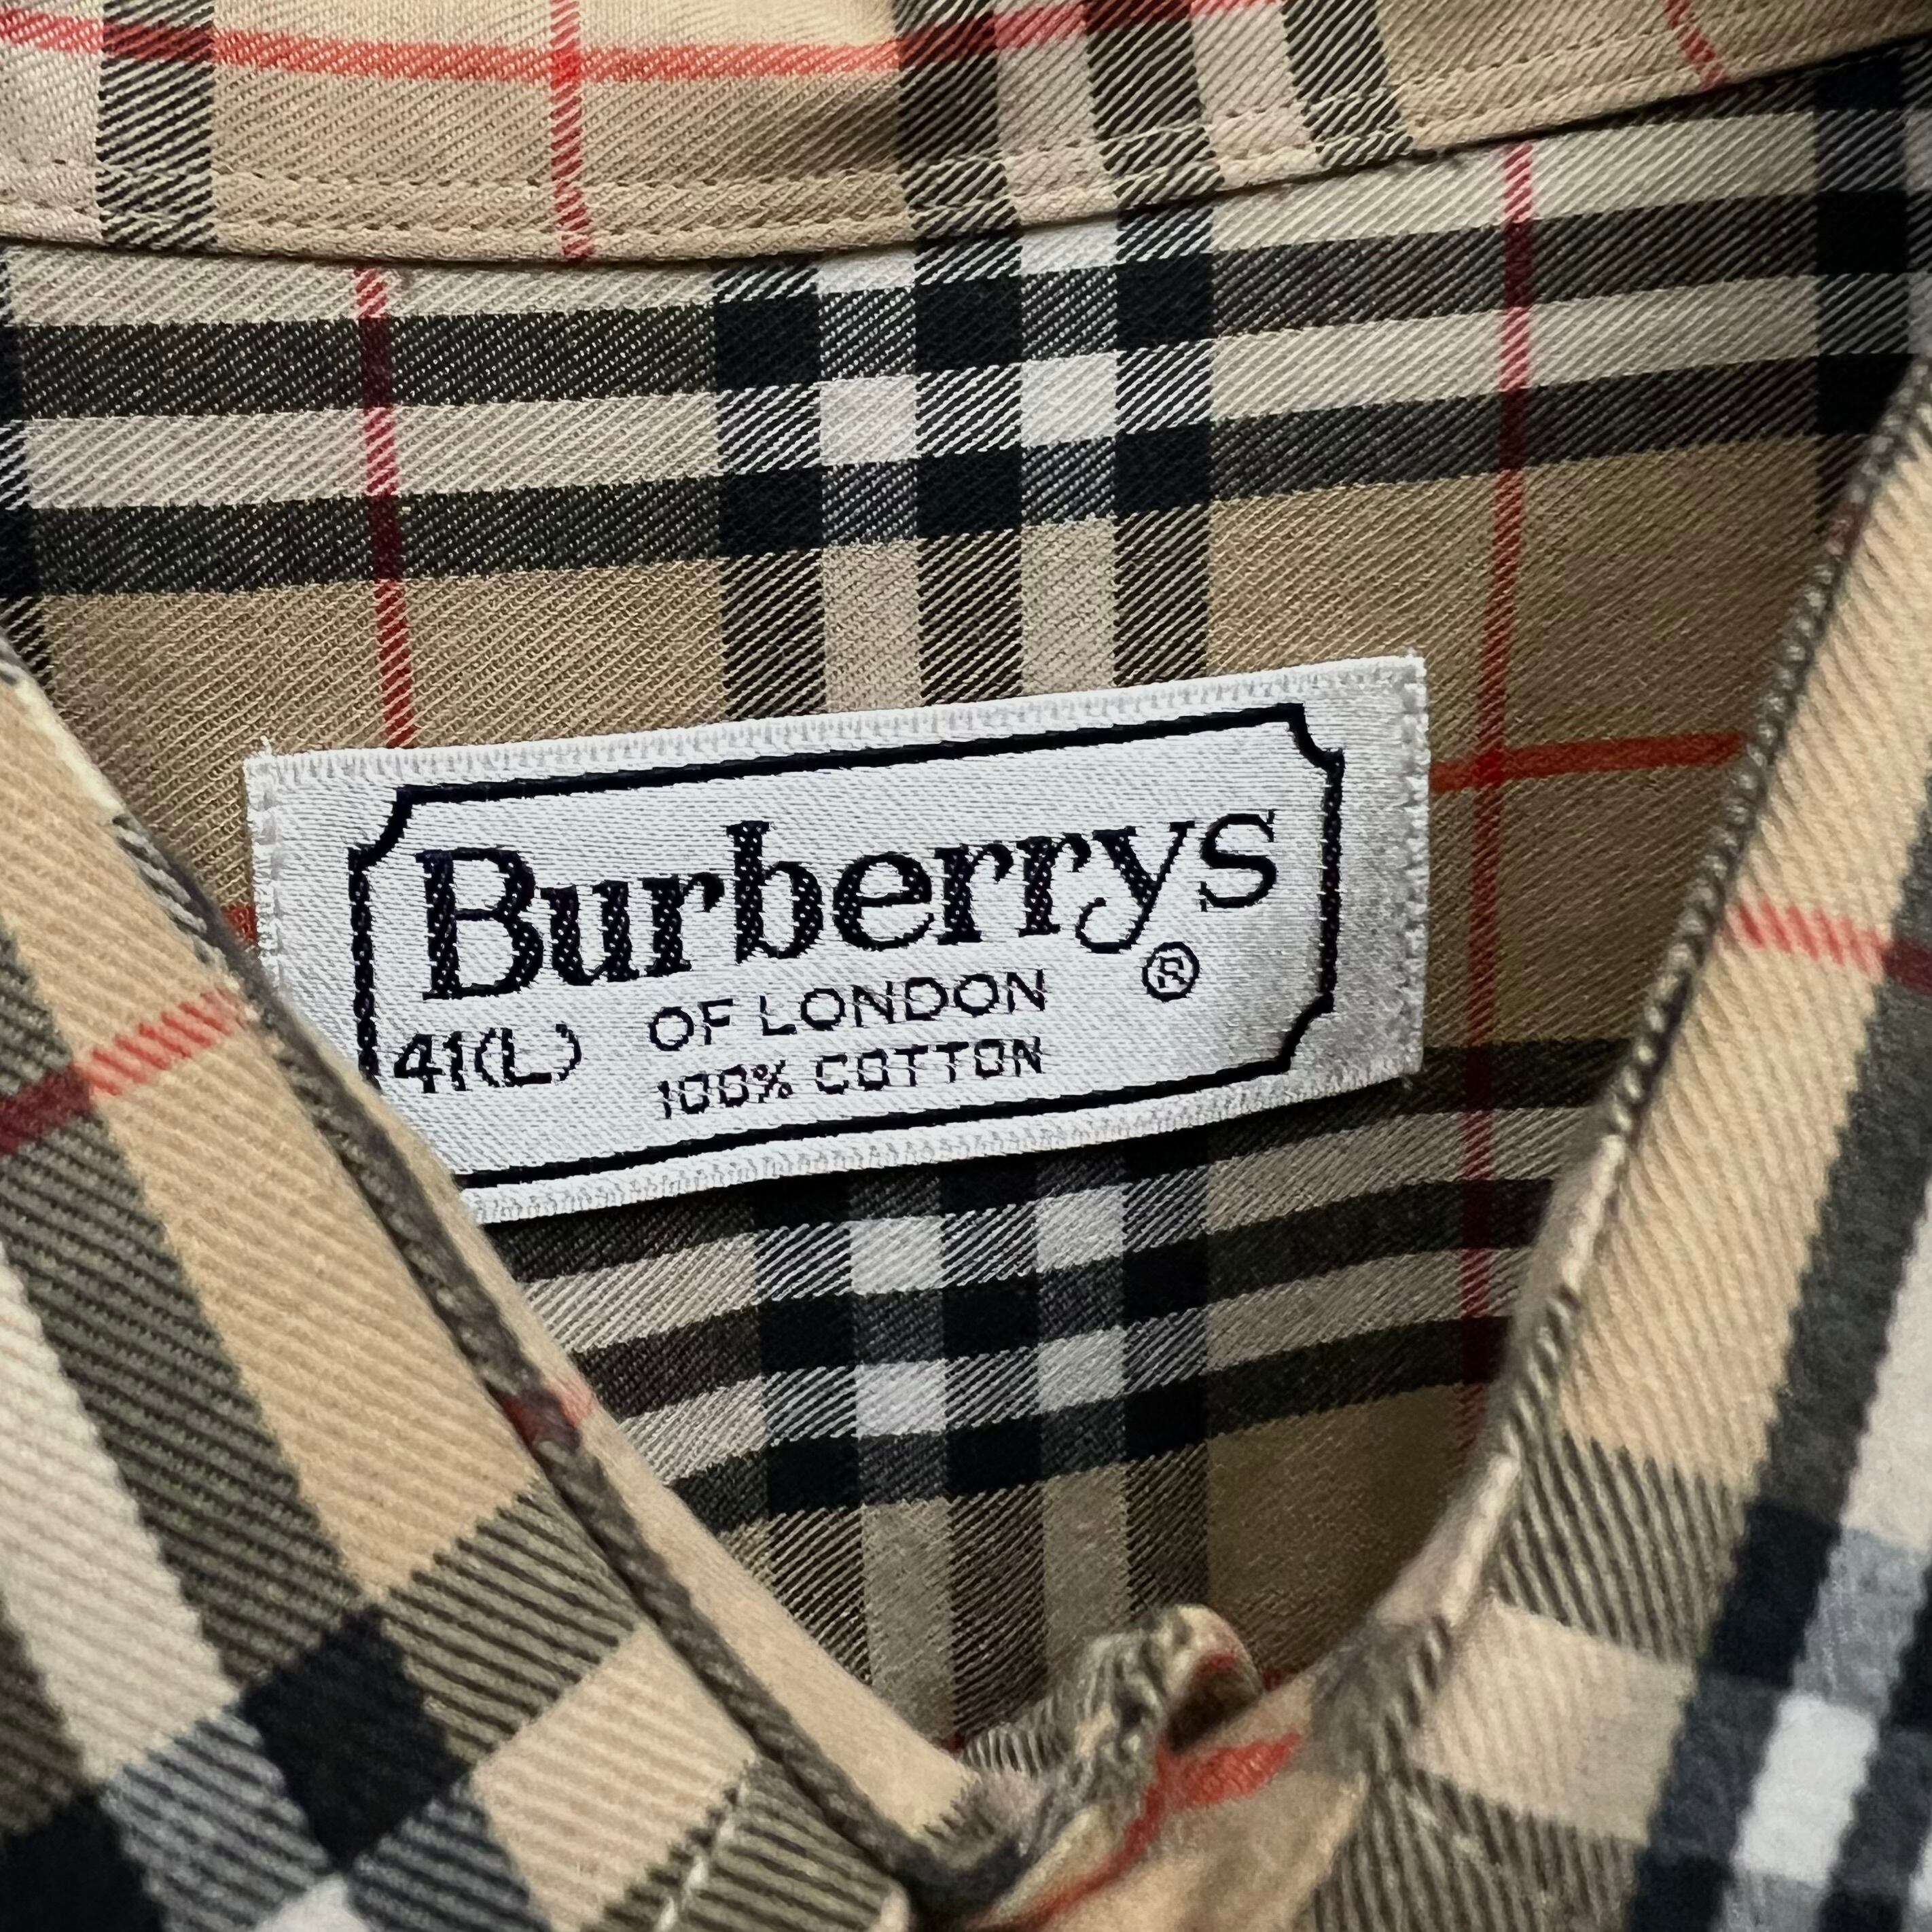 Burberrys
®
OF LONDON
41(L)
100% COTTON